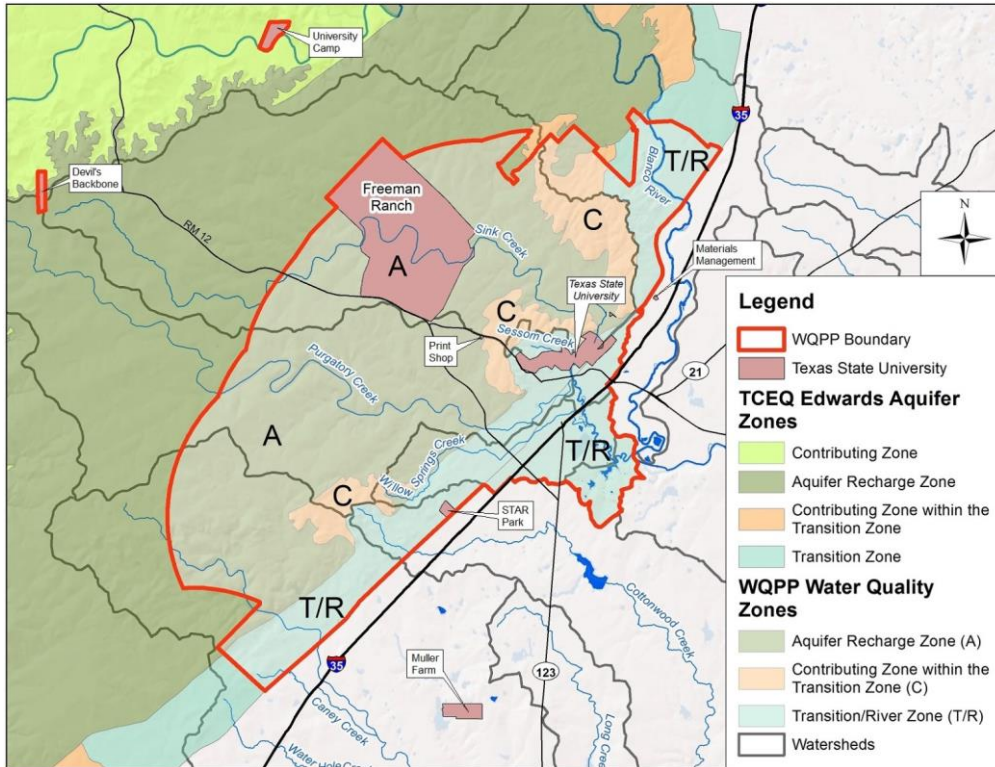 University
Camp
35
T/R
Blanco
River
Devil's
Backbone
Freeman
Ranch
C
RM 12
Sink Creek
A
Materials
Management
N
Texas State
University
C
Sessom Creek
Print
Shop
Purgatory Creek
21
A
T/R
Willow
Springs Creek
C
STAR
Park
T/R
Cottonwood Creek
35
Muller
Farm
123
Caney Creek
Long Cree
Water Hole Creek
Legend
WQPP Boundary
Texas State University
TCEQ Edwards Aquifer
Zones
Contributing Zone
Aquifer Recharge Zone
Contributing Zone within the
Transition Zone
Transition Zone
WQPP Water Quality
Zones
Aquifer Recharge Zone (A)
Contributing Zone within the
Transition Zone (C)
Transition/River Zone (T/R)
Watersheds